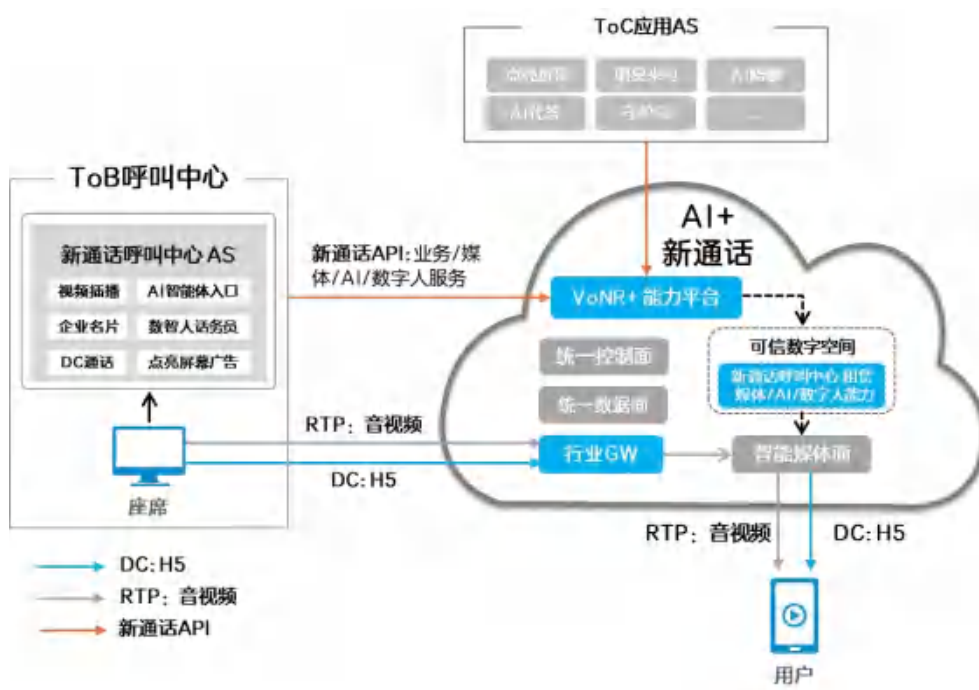 ToC应用AS
AI代答
...
ToB呼叫中心
新通话呼叫中心 AS
视频插播
AI智能体入口
企业名片
数智人话务员
DC通话
点亮屏幕广告
座席
新通话API:业务/媒
体/AI/数字人服务
AI+
新通话
VoNR+ 能力平台
统一控制面
统一数据面
行业GW
可信数字空间
新通话呼叫中心 租赁
媒体/AI/数字人能力
智能媒体面
RTP：音视频
DC:H5
RTP：音视频
DC:H5
用户
DC:H5
RTP：音视频
新通话API